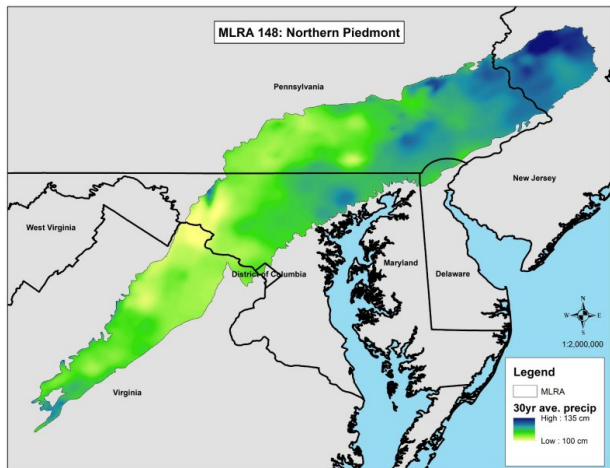 MLRA 148: Northern Piedmont
Pennsylvania
New Jersey
West Virginia
Maryland
Delaware
District of Columbia
Virginia
N
W E
S
1:2,000,000
Legend
MLRA
30yr ave. precip
High : 135 cm
Low : 100 cm